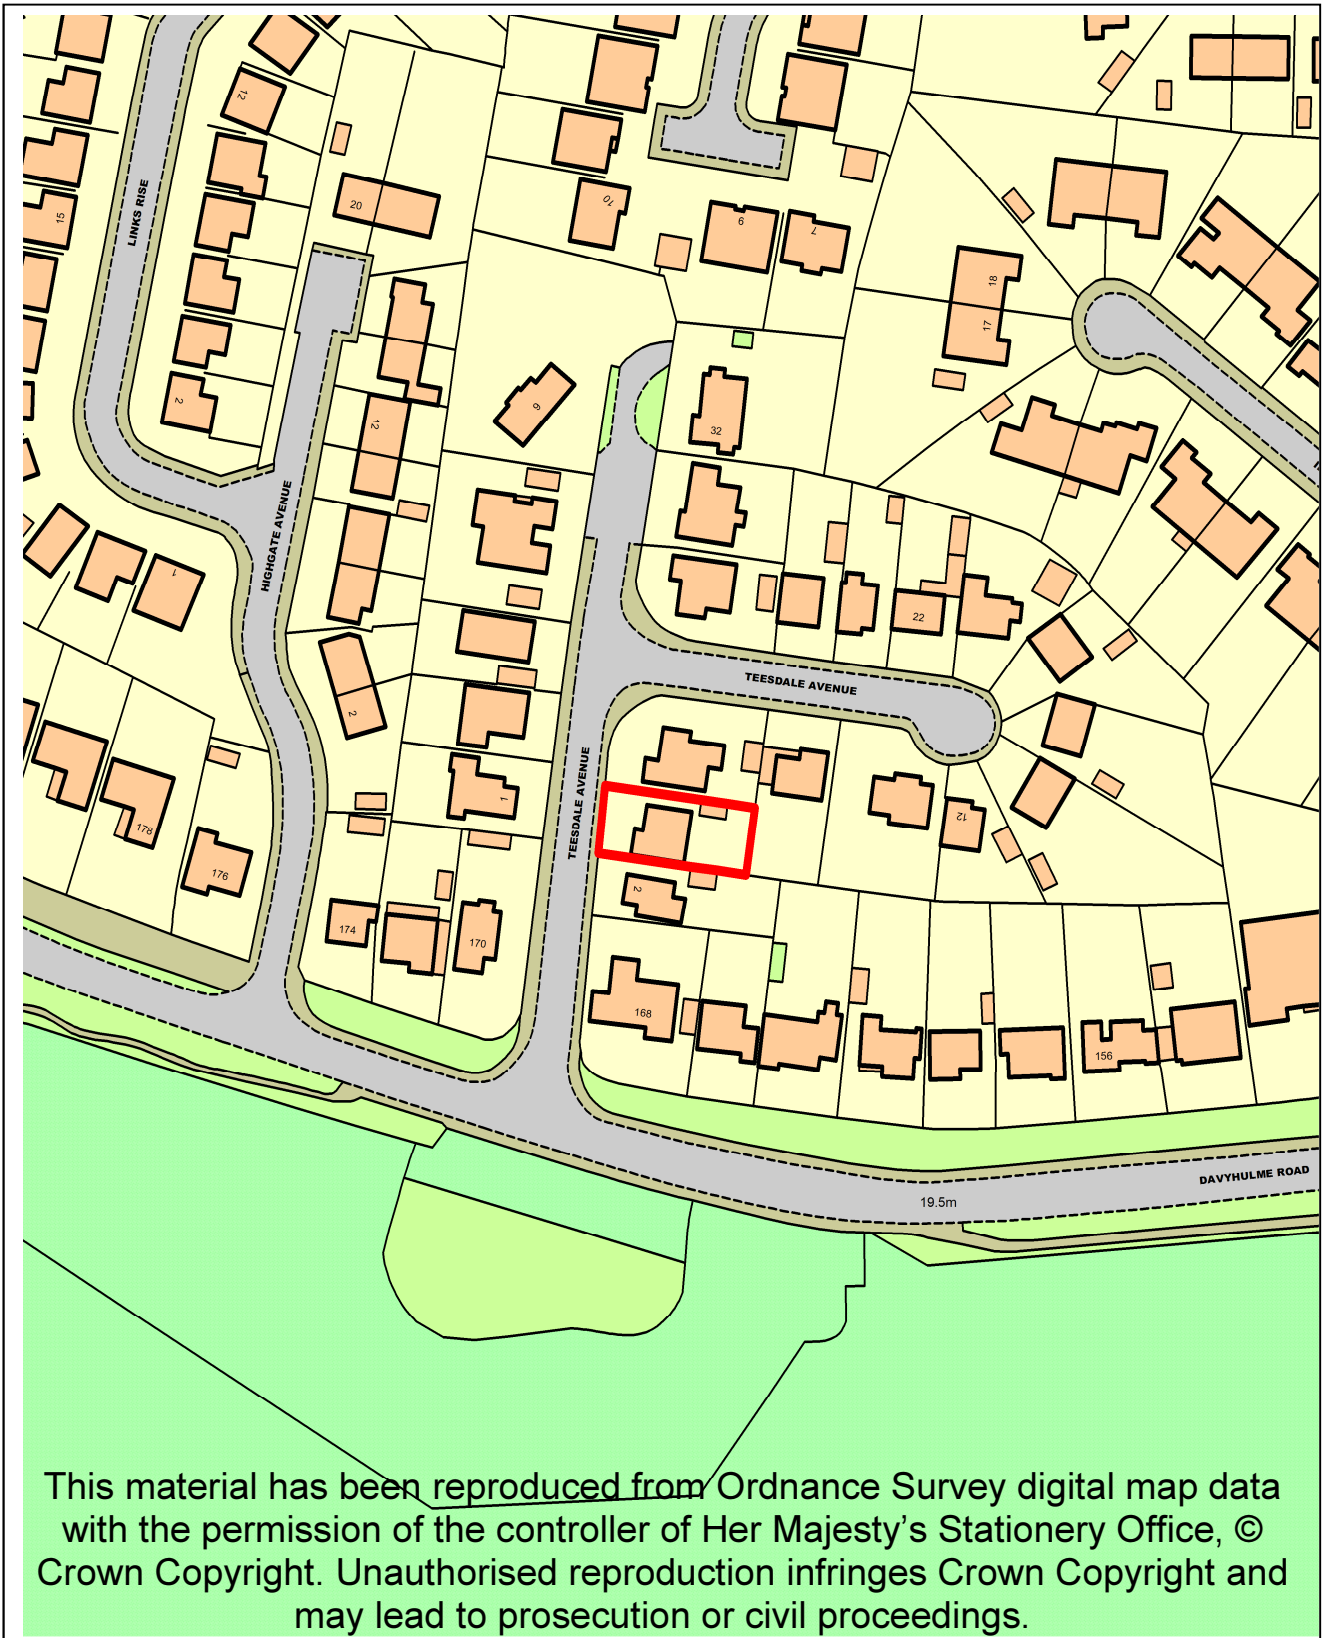 12
LINKS RISE
15
20
10
6
7
18
17
2
12
9
32
HIGHGATE AVENUE
1
22
2
TEESDALE AVENUE
TEESDALE AVENUE
1
178
176
12
2
174
170
168
156
DAVYHULME ROAD
19.5m
This material has been reproduced from Ordnance Survey digital map data
with the permission of the controller of Her Majesty's Stationery Office, ©
Crown Copyright. Unauthorised reproduction infringes Crown Copyright and
may lead to prosecution or civil proceedings.